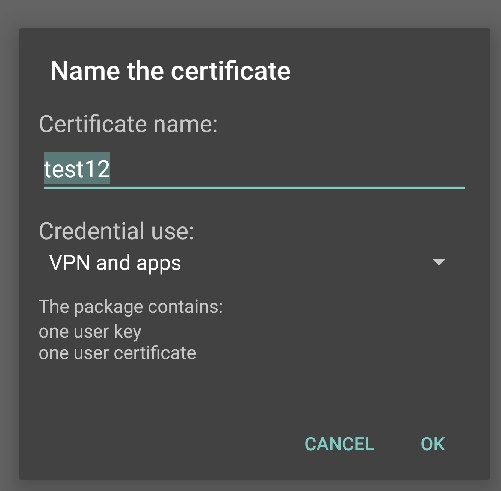 Name the certificate
Certificate name:
test12
Credential use:
VPN and apps
The package contains:
one user key
one user certificate
CANCEL OK